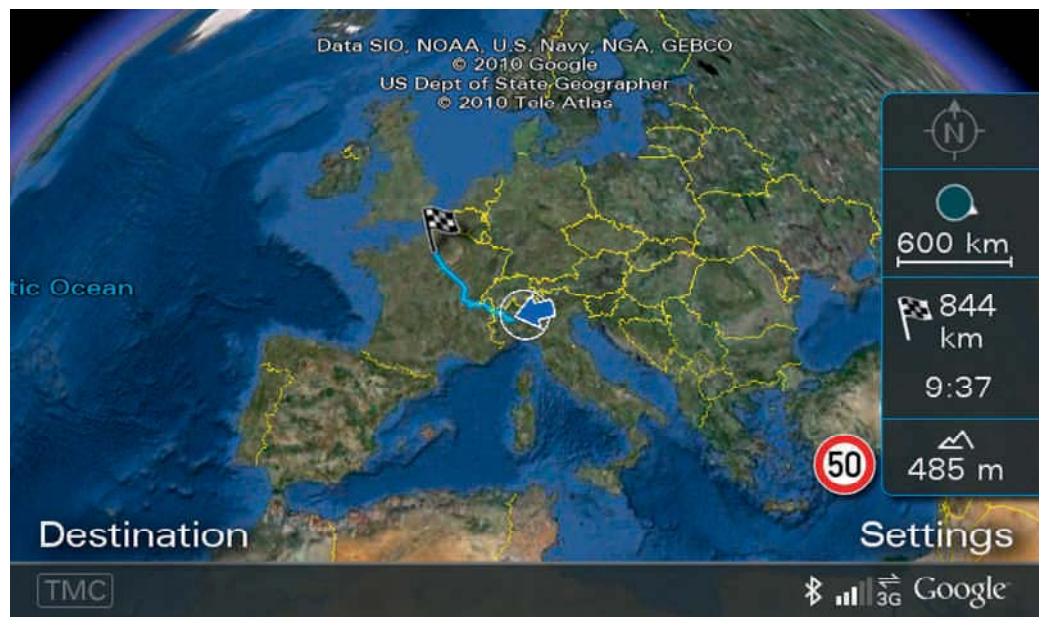 Data SIO, NOAA, U.S. Navy, NGA, GEBCO
© 2010 Google
US Dept of State Geographer
© 2010 Tele Atlas
N
600 km
tic Ocean
844
km
9:37
50
485 m
Destination
Settings
TMC
3G
Google